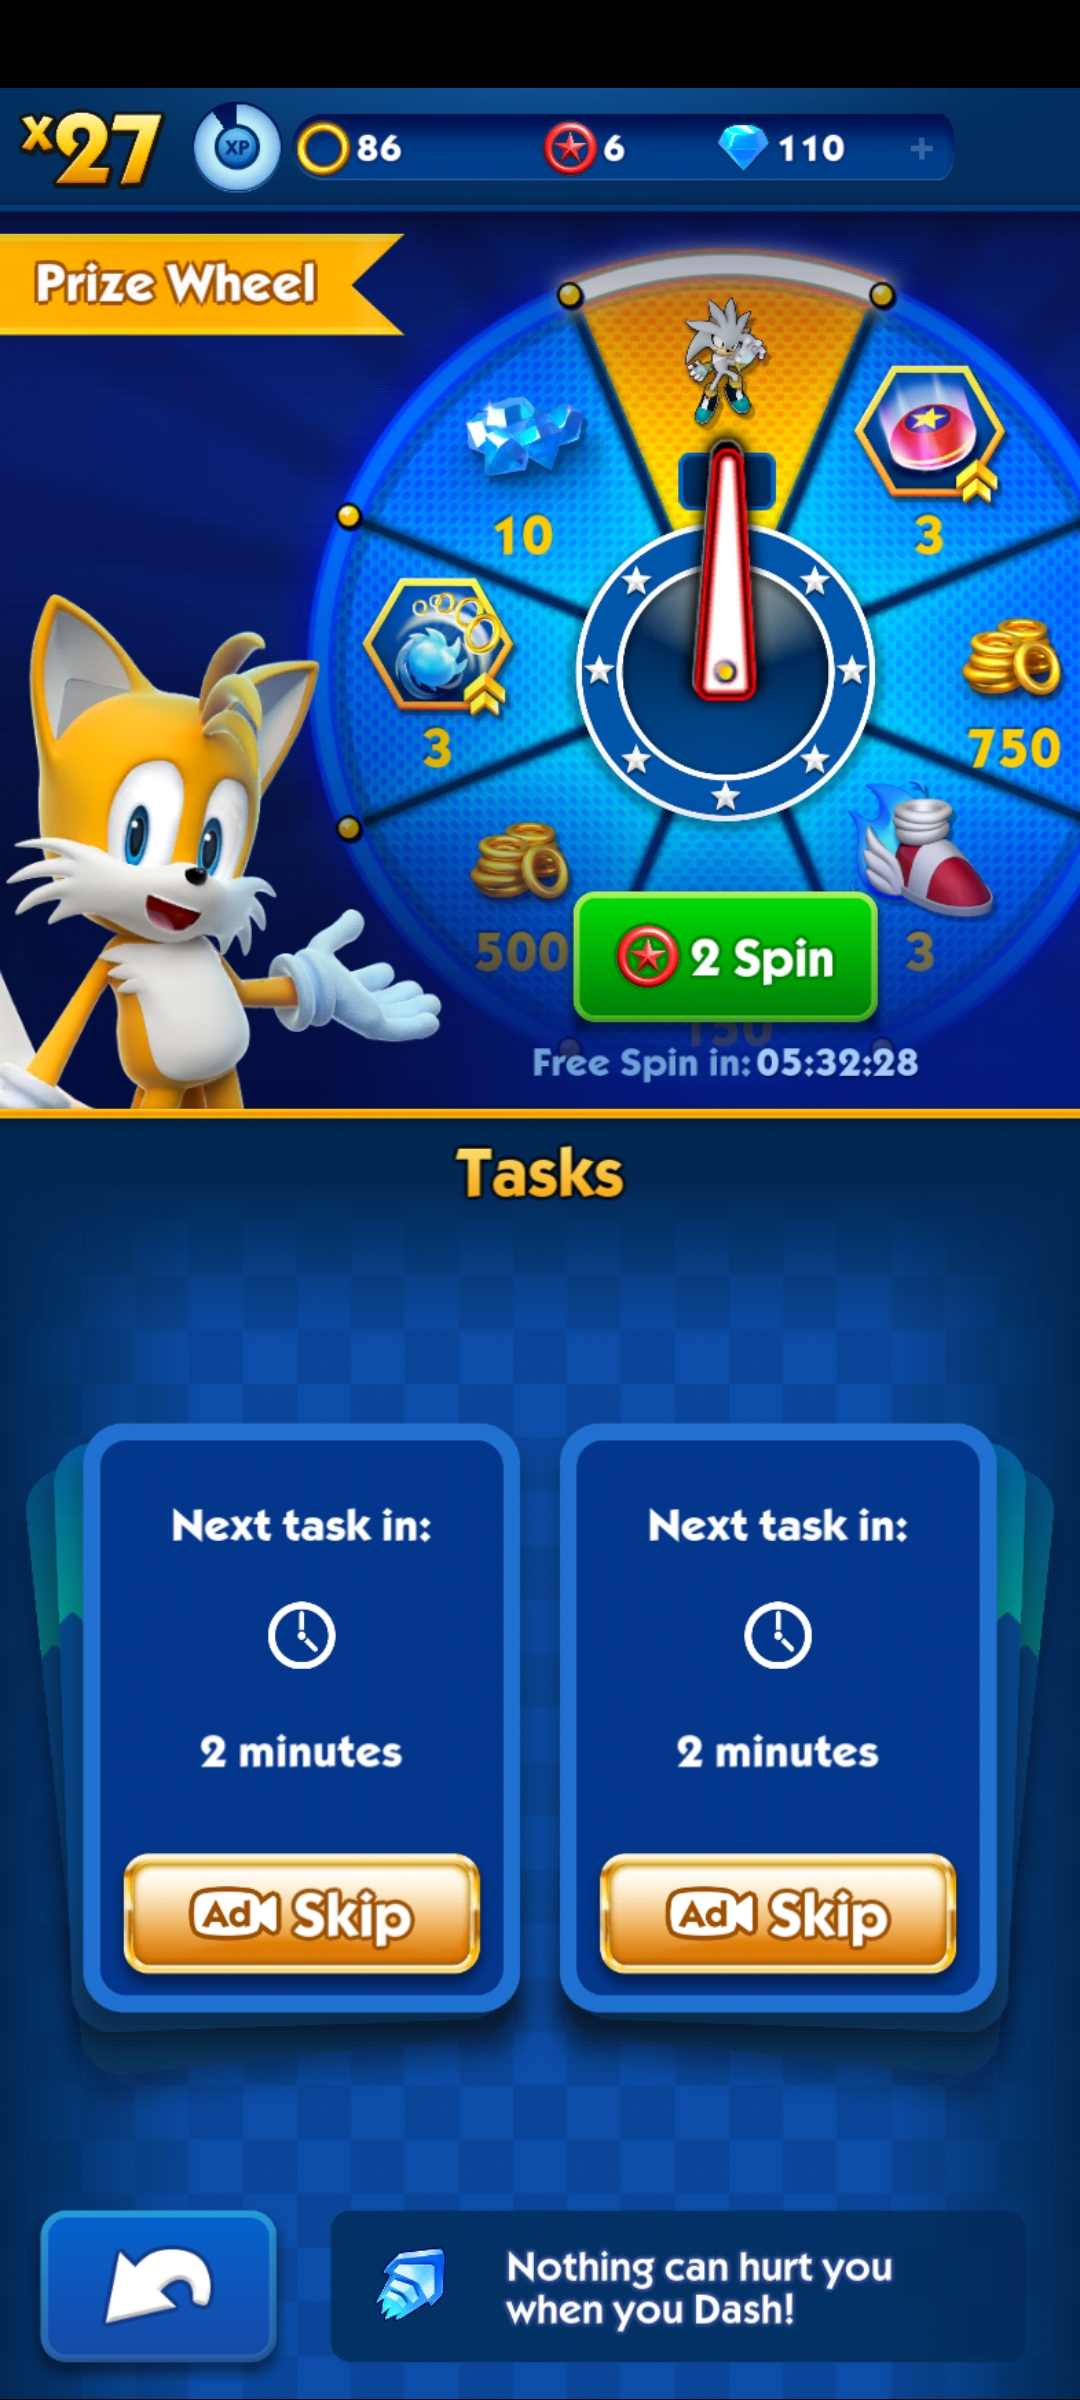 x27
XP
86
6
110
+
Prize Wheel
10
3
3
750
500
2 Spin
3
150
Free Spin in: 05:32:28
Tasks
Next task in:
2 minutes
Ad Skip
Next task in:
2 minutes
Ad Skip
Nothing can hurt you
when you Dash!